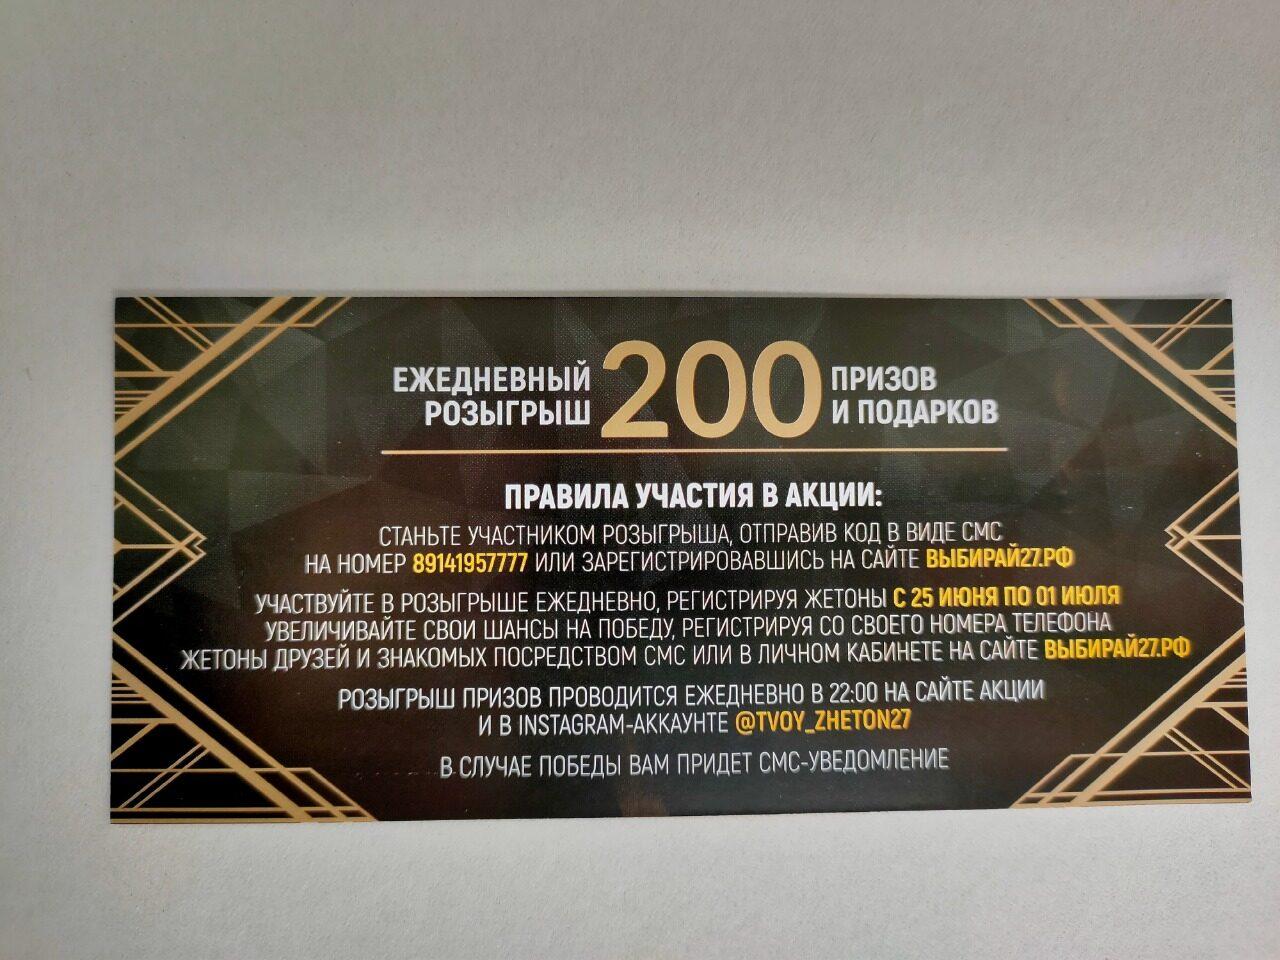 ЕЖЕДНЕВНЫЙ РОЗЫГРЫШ 200 ПРИЗОВ И ПОДАРКОВ
ПРАВИЛА УЧАСТИЯ В АКЦИИ:
СТАНЬТЕ УЧАСТНИКОМ РОЗЫГРЫША, ОТПРАВИВ КОД В ВИДЕ СМС
НА НОМЕР 89141957777 ИЛИ ЗАРЕГИСТРИРОВАВШИСЬ НА САЙТЕ ВЫБИРАЙ27.РФ
УЧАСТВУЙТЕ В РОЗЫГРЫШЕ ЕЖЕДНЕВНО, РЕГИСТРИРУЯ ЖЕТОНЫ С 25 ИЮНЯ ПО 01 ИЮЛЯ
УВЕЛИЧИВАЙТЕ СВОИ ШАНСЫ НА ПОБЕДУ, РЕГИСТРИРУЯ СО СВОЕГО НОМЕРА ТЕЛЕФОНА
ЖЕТОНЫ ДРУЗЕЙ И ЗНАКОМЫХ ПОСРЕДСТВОМ СМС ИЛИ В ЛИЧНОМ КАБИНЕТЕ НА САЙТЕ ВЫБИРАЙ27.РФ
РОЗЫГРЫШ ПРИЗОВ ПРОВОДИТСЯ ЕЖЕДНЕВНО В 22:00 НА САЙТЕ АКЦИИ
И В INSTAGRAM-АККАУНТЕ @TVOY_ZHETON27
В СЛУЧАЕ ПОБЕДЫ ВАМ ПРИДЕТ СМС-УВЕДОМЛЕНИЕ